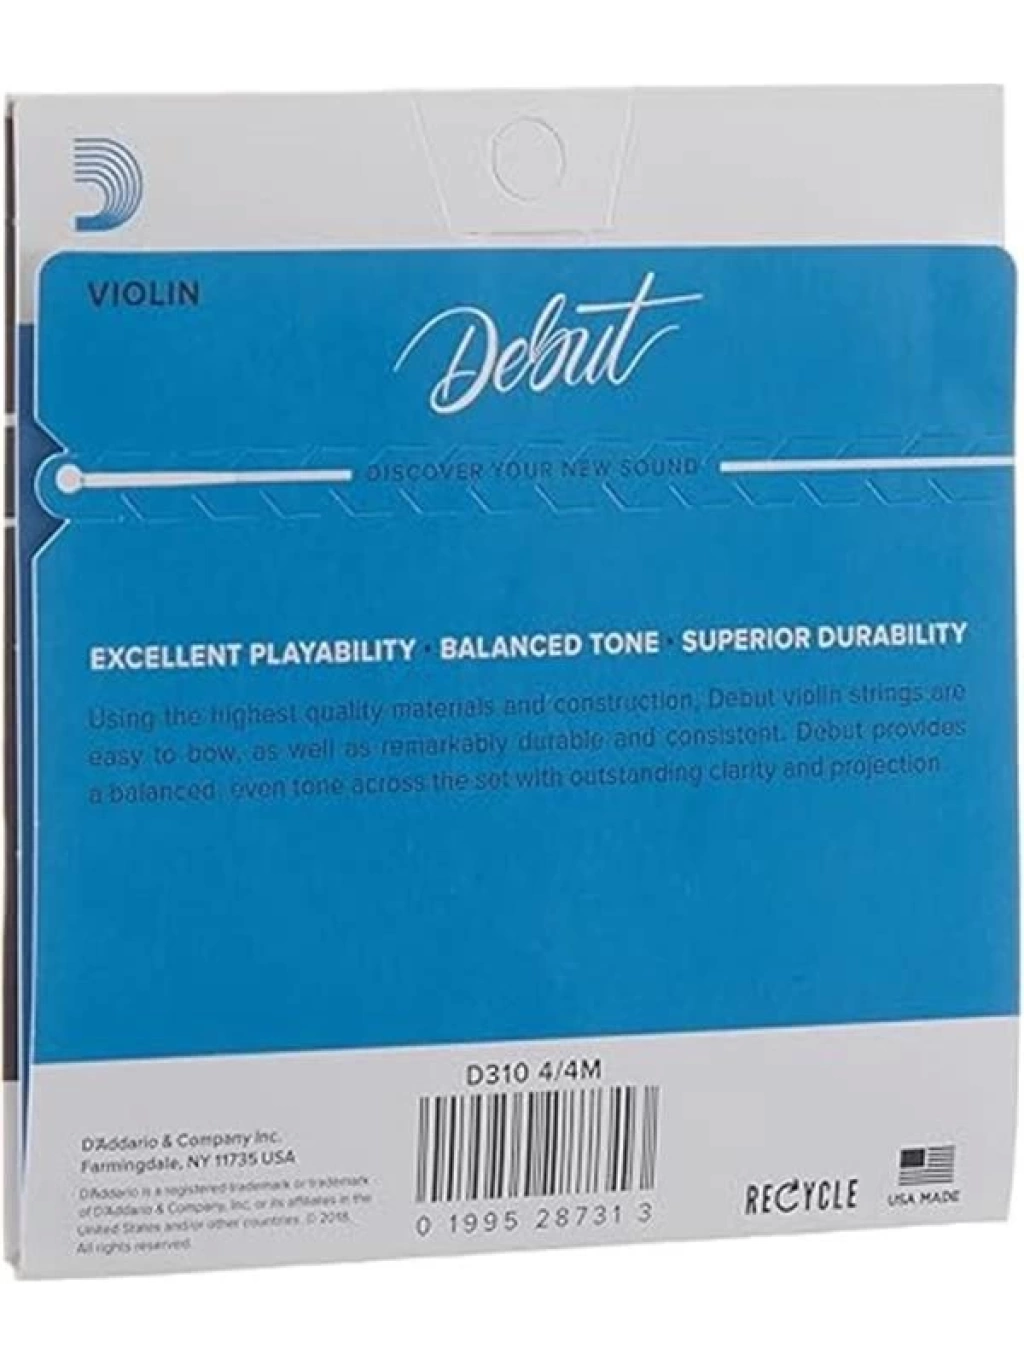 VIOLIN
Debut
DISCOVER YOUR NEW SOUND
EXCELLENT PLAYABILITY · BALANCED TONE · SUPERIOR DURABILITY
Using the highest quality materials and construction, Debut violin strings are
easy to bow, as well as remarkably durable and consistent. Debut provides
a balanced, even tone across the set with outstanding clarity and projection.
D310 4/4M
D'Addario & Company Inc.
Farmingdale, NY 11735 USA
D'Addario is a registered trademark or trademark
of D'Addario & Company, Inc. or its affiliates in the
United States and/or other countries. © 2018.
All rights reserved.
0 1995 28731 3
RECYCLE
USA MADE